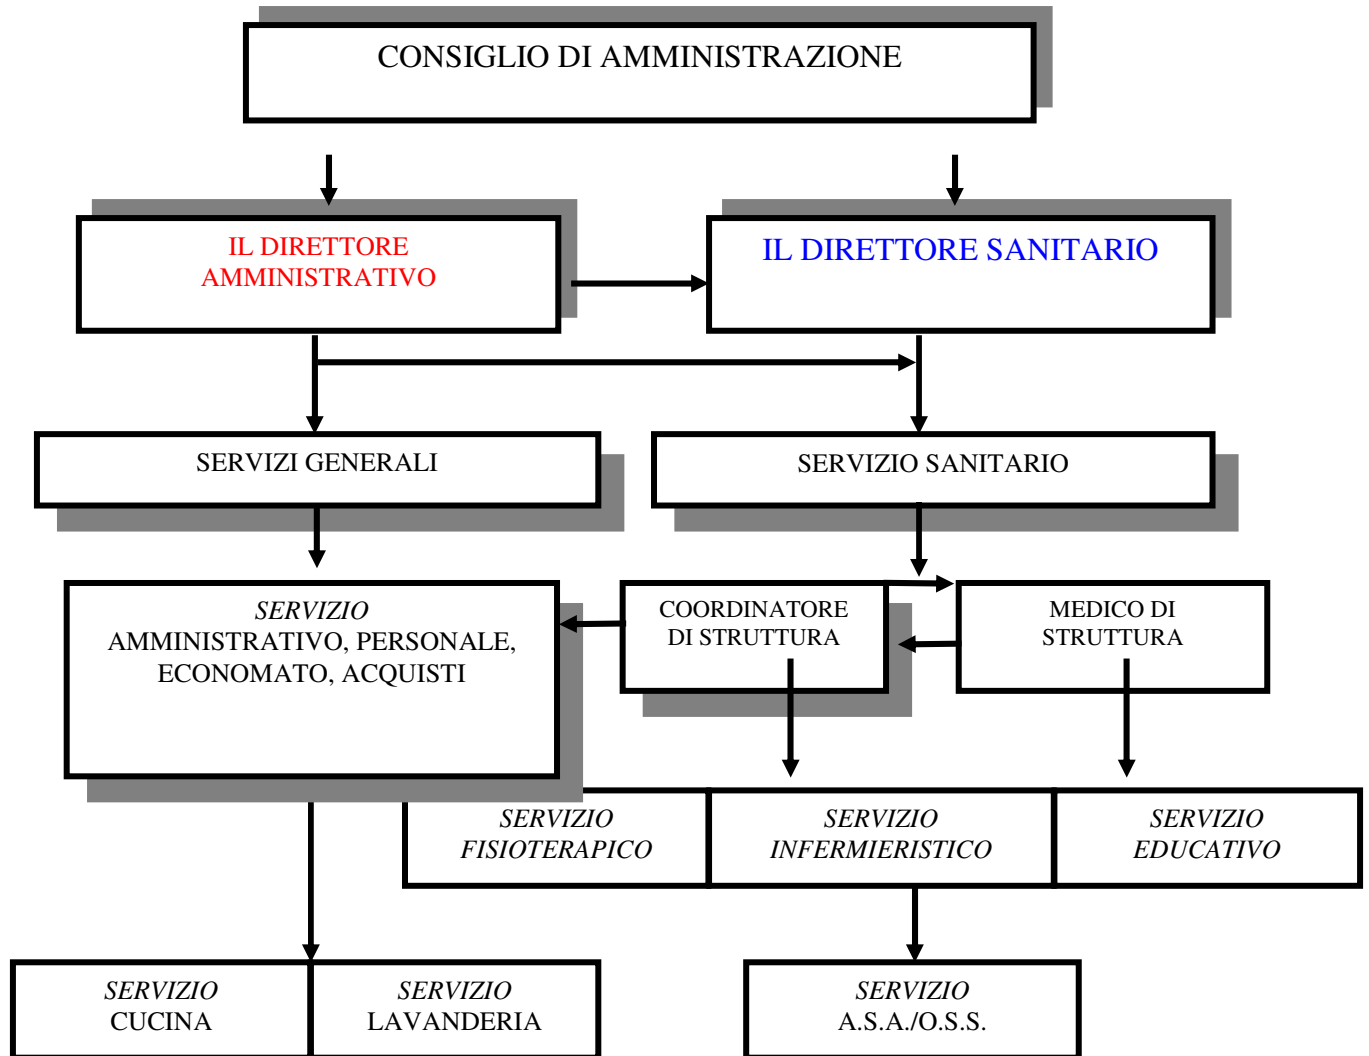 CONSIGLIO DI AMMINISTRAZIONE
IL DIRETTORE
AMMINISTRATIVO
IL DIRETTORE SANITARIO
SERVIZI GENERALI
SERVIZIO SANITARIO
SERVIZIO
AMMINISTRATIVO, PERSONALE,
ECONOMATO, ACQUISTI
COORDINATORE
DI STRUTTURA
MEDICO DI
STRUTTURA
SERVIZIO
FISIOTERAPICO
SERVIZIO
INFERMIERISTICO
SERVIZIO
EDUCATIVO
SERVIZIO
CUCINA
SERVIZIO
LAVANDERIA
SERVIZIO
A.S.A./O.S.S.